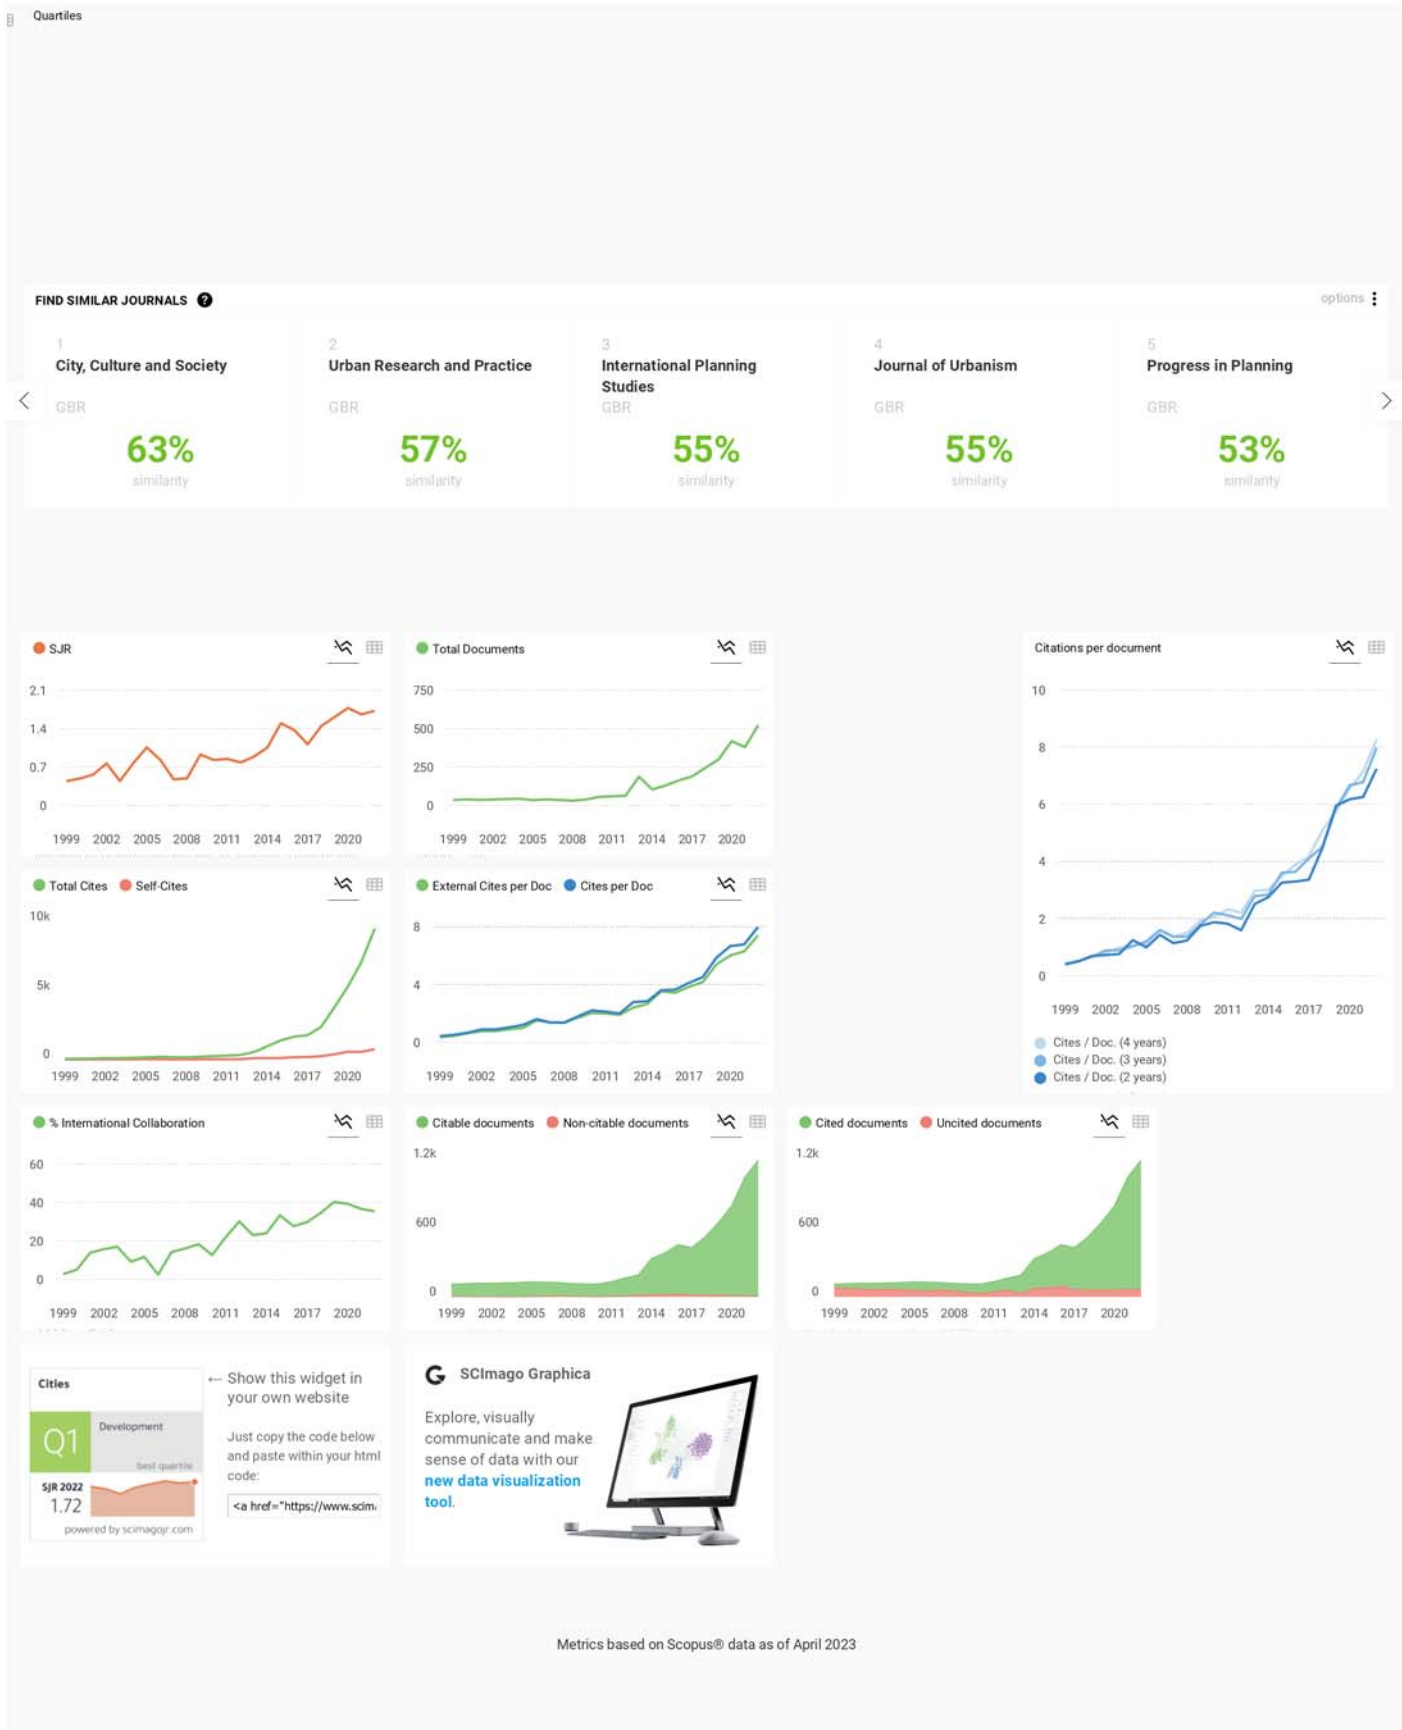 Quartiles
FIND SIMILAR JOURNALS ?
options
1
City, Culture and Society
GBR
63%
similarity
2
Urban Research and Practice
GBR
57%
similarity
3
International Planning
Studies
GBR
55%
similarity
4
Journal of Urbanism
GBR
55%
similarity
5
Progress in Planning
GBR
53%
similarity
SJR
2.1
1.4
0.7
0
1999 2002 2005 2008 2011 2014 2017 2020
Total Documents
750
500
250
0
1999 2002 2005 2008 2011 2014 2017 2020
Citations per document
10
8
6
4
2
0
1999 2002 2005 2008 2011 2014 2017 2020
Cites / Doc. (4 years)
Cites / Doc. (3 years)
Cites / Doc. (2 years)
Total Cites Self-Cites
10k
5k
0
1999 2002 2005 2008 2011 2014 2017 2020
External Cites per Doc Cites per Doc
8
4
0
1999 2002 2005 2008 2011 2014 2017 2020
% International Collaboration
60
40
20
0
1999 2002 2005 2008 2011 2014 2017 2020
Citable documents Non-citable documents
1.2k
600
0
1999 2002 2005 2008 2011 2014 2017 2020
Cited documents Uncited documents
1.2k
600
0
1999 2002 2005 2008 2011 2014 2017 2020
Cities
Q1
Development
best quartile
SJR 2022
1.72
powered by scimagojr.com
← Show this widget in
your own website
Just copy the code below
and paste within your html
code:
<a href="https://www.scim
SCImago Graphica
Explore, visually
communicate and make
sense of data with our
new data visualization
tool.
Metrics based on Scopus® data as of April 2023